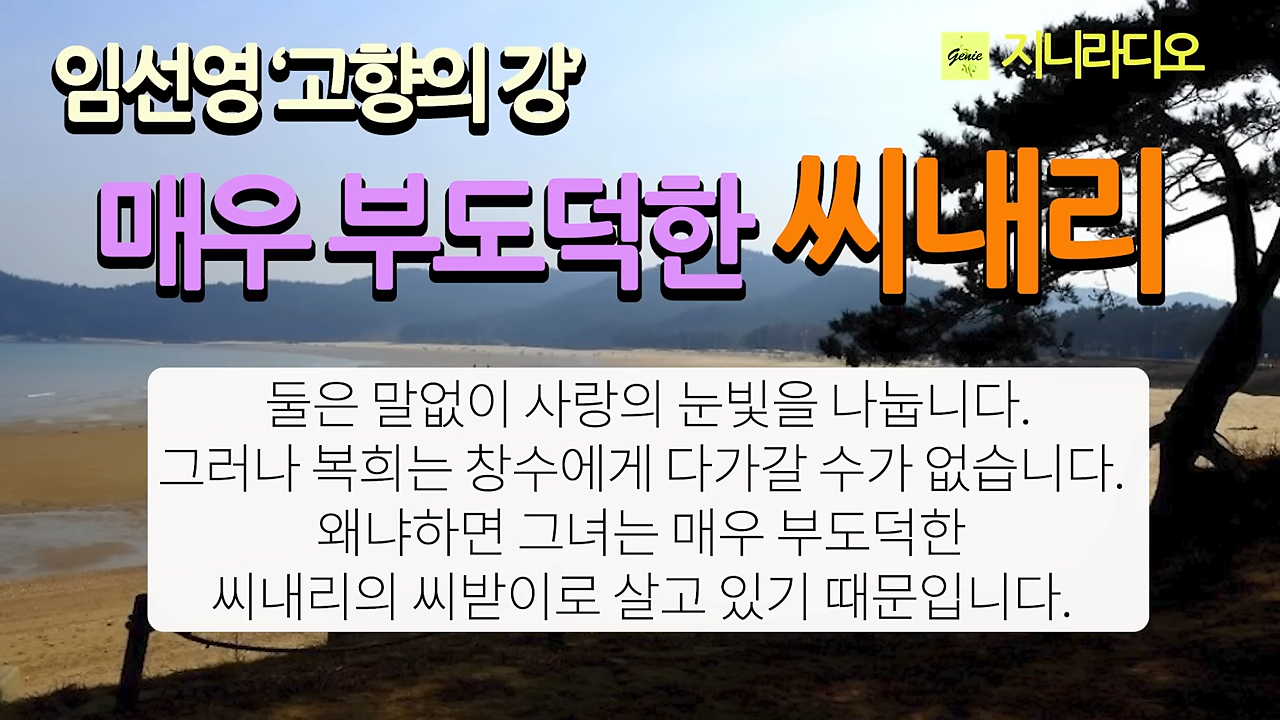 임선영 '고향의 강'
Genie 지니라디오
매우 부도덕한 씨내리
둘은 말없이 사랑의 눈빛을 나눕니다.
그러나 복희는 창수에게 다가갈 수가 없습니다.
왜냐하면 그녀는 매우 부도덕한
씨내리의 씨받이로 살고 있기 때문입니다.